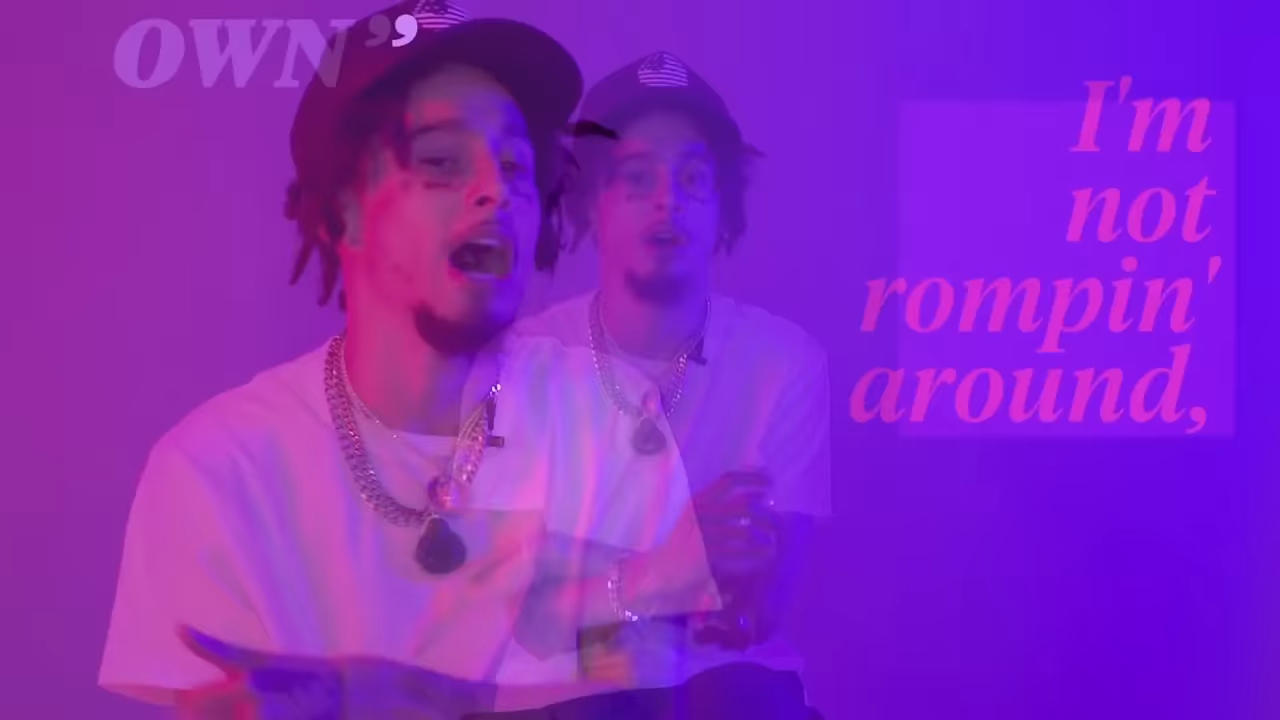 OWN”
I'm
not
rompin'
around,